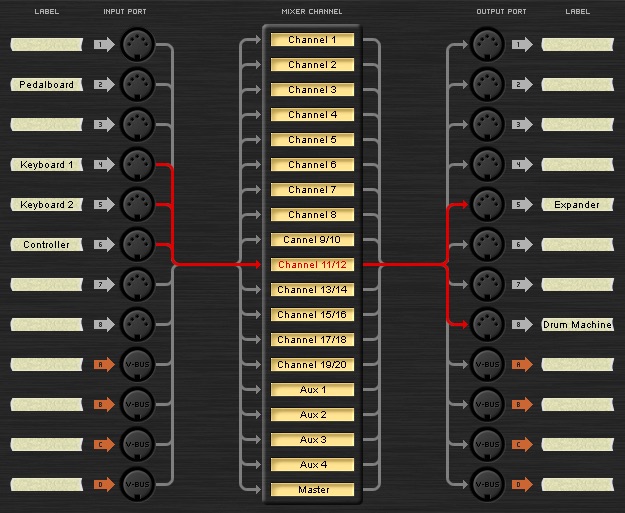 LABEL INPUT PORT MIXER CHANNEL OUTPUT PORT LABEL
1 Channel 1 1
Channel 2
Pedalboard 2 2
Channel 3
Channel 4
3 3
Channel 5
Keyboard 1 4 Channel 6 4
Channel 7
Keyboard 2 5 5 Expander
Channel 8
Controller 6 Cannel 9/10 6
Channel 11/12
7 Channel 13/14 7
Channel 15/16
8 8 Drum Machine
Channel 17/18
A V-BUS Channel 19/20 V-BUS A
Aux 1
B V-BUS V-BUS B
Aux 2
C V-BUS Aux 3 V-BUS C
Aux 4
D V-BUS Master V-BUS D